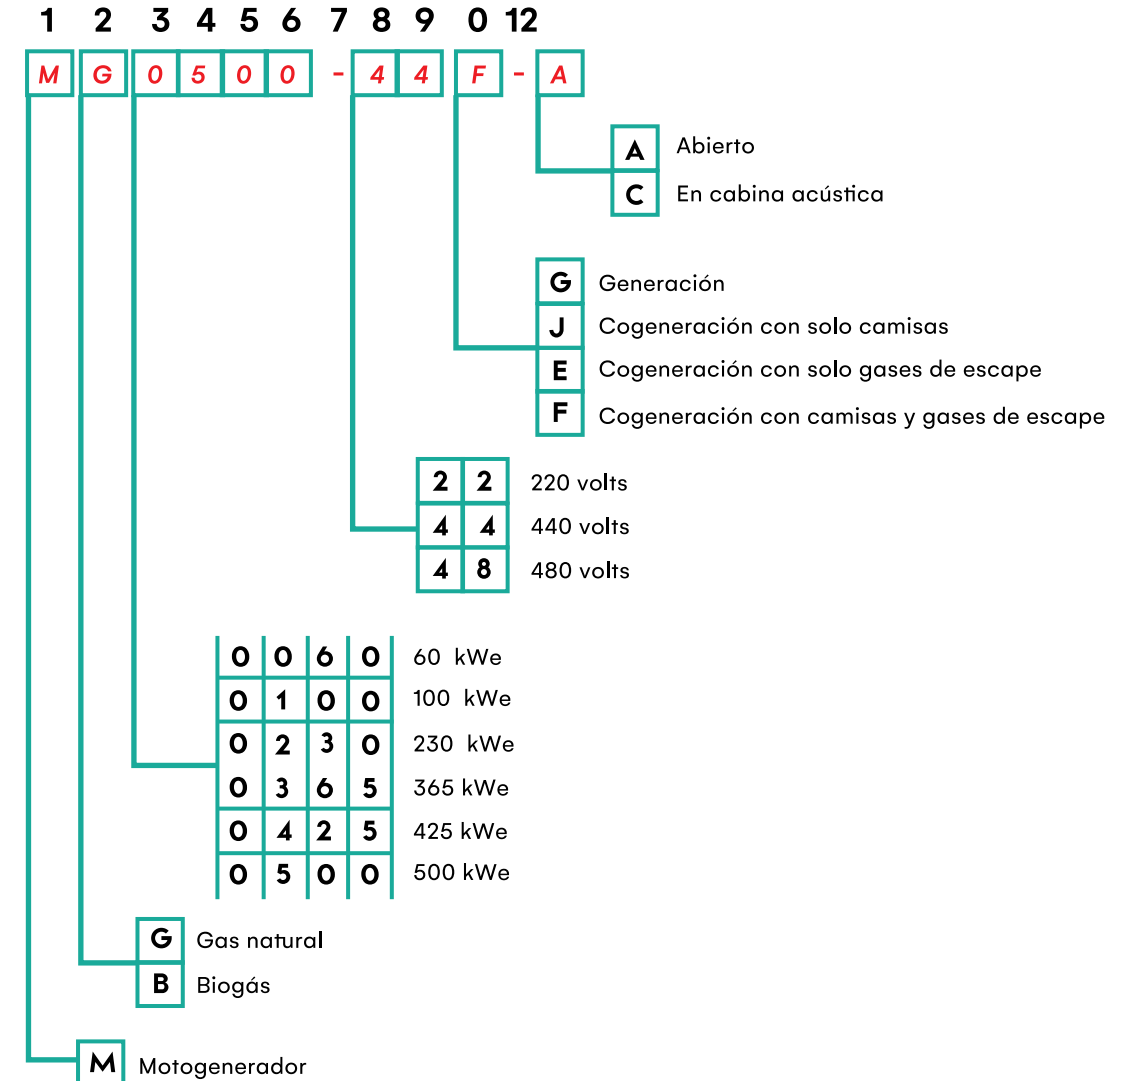 1 2 3 4 5 6 7 8 9 0 12
M G 0 5 0 0 - 4 4 F - A
A Abierto
C En cabina acústica
G Generación
J Cogeneración con solo camisas
E Cogeneración con solo gases de escape
F Cogeneración con camisas y gases de escape
2 2 220 volts
4 4 440 volts
4 8 480 volts
0 0 6 0 60 kWe
0 1 0 0 100 kWe
0 2 3 0 230 kWe
0 3 6 5 365 kWe
0 4 2 5 425 kWe
0 5 0 0 500 kWe
G Gas natural
B Biogás
M Motogenerador